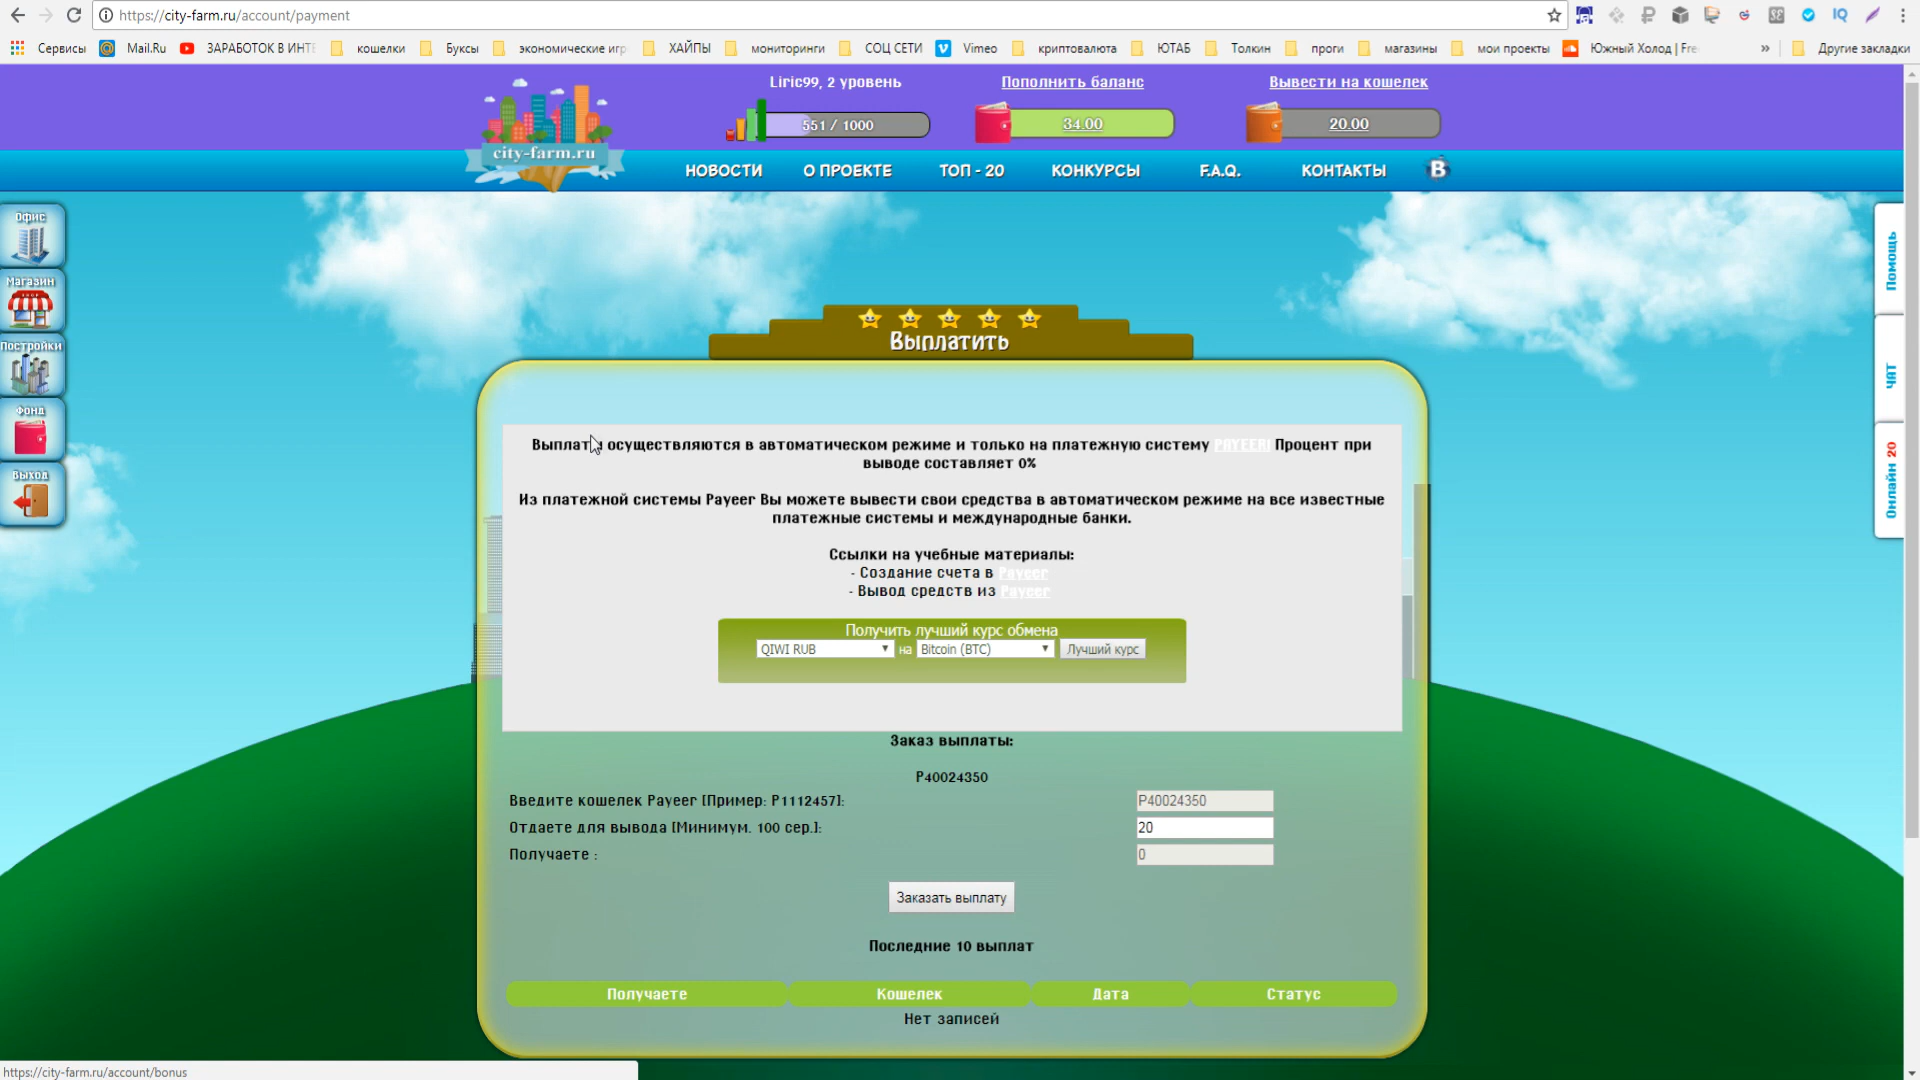 https://city-farm.ru/account/payment
Сервисы
Mail.Ru
ЗАРАБОТОК В ИНТЕ
кошелки
Буксы
экономические игр
ХАЙПЫ
мониторинги
СОЦ СЕТИ
Vimeo
криптовалюта
ЮТАБ
Толкин
проги
магазины
мои проекты
Южный Холод | Fre
»
Другие закладки
Liric99, 2 уровень
Пополнить баланс
Вывести на кошелек
551 / 1000
34.00
20.00
city-farm.ru
НОВОСТИ
О ПРОЕКТЕ
ТОП - 20
КОНКУРСЫ
F.A.Q.
КОНТАКТЫ
В
Офис
Магазин
Постройки
Фонд
Выход
Помощь
ЧАТ
Онлайн 20
Выплатить
Выплаты осуществляются в автоматическом режиме и только на платежную систему PAYEER! Процент при
выводе составляет 0%
Из платежной системы Payeer Вы можете вывести свои средства в автоматическом режиме на все известные
платежные системы и международные банки.
Ссылки на учебные материалы:
- Создание счета в Payeer
- Вывод средств из Payeer
Получить лучший курс обмена
QIWI RUB на Bitcoin (BTC) Лучший курс
Заказ выплаты:
P40024350
Введите кошелек Payeer [Пример: P1112457]: P40024350
Отдаете для вывода [Минимум. 100 сер.]: 20
Получаете : 0
Заказать выплату
Последние 10 выплат
Получаете Кошелек Дата Статус
Нет записей
https://city-farm.ru/account/bonus